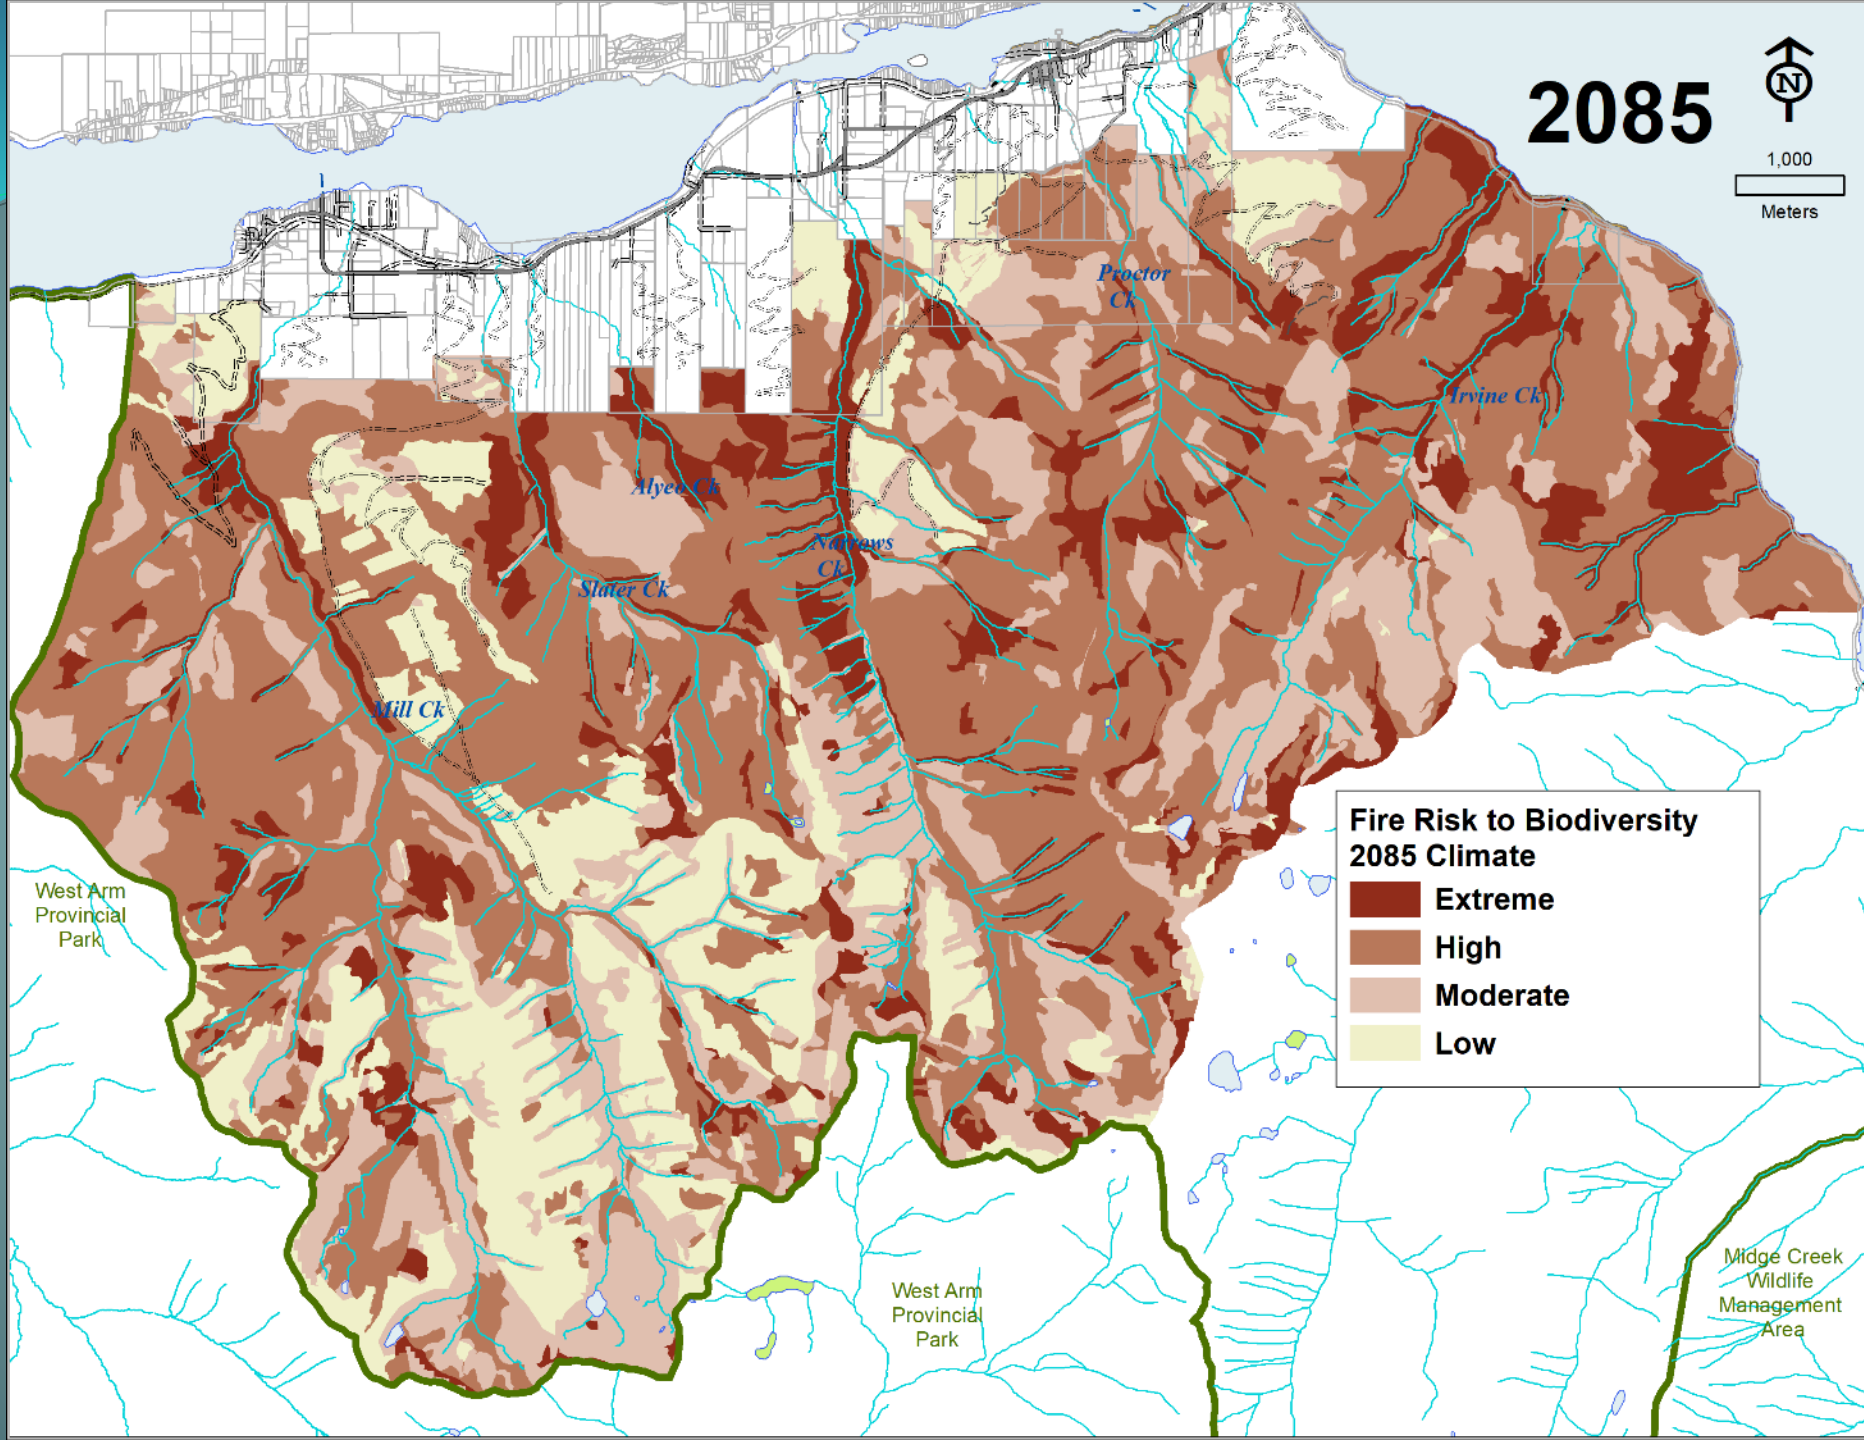 2085
N
1,000
Meters
Proctor
Ck
Irvine Ck
Alyeo Ck
Narrows
Ck
Slater Ck
Mill Ck
Fire Risk to Biodiversity
2085 Climate
Extreme
High
Moderate
Low
West Arm
Provincial
Park
West Arm
Provincial
Park
Midge Creek
Wildlife
Management
Area